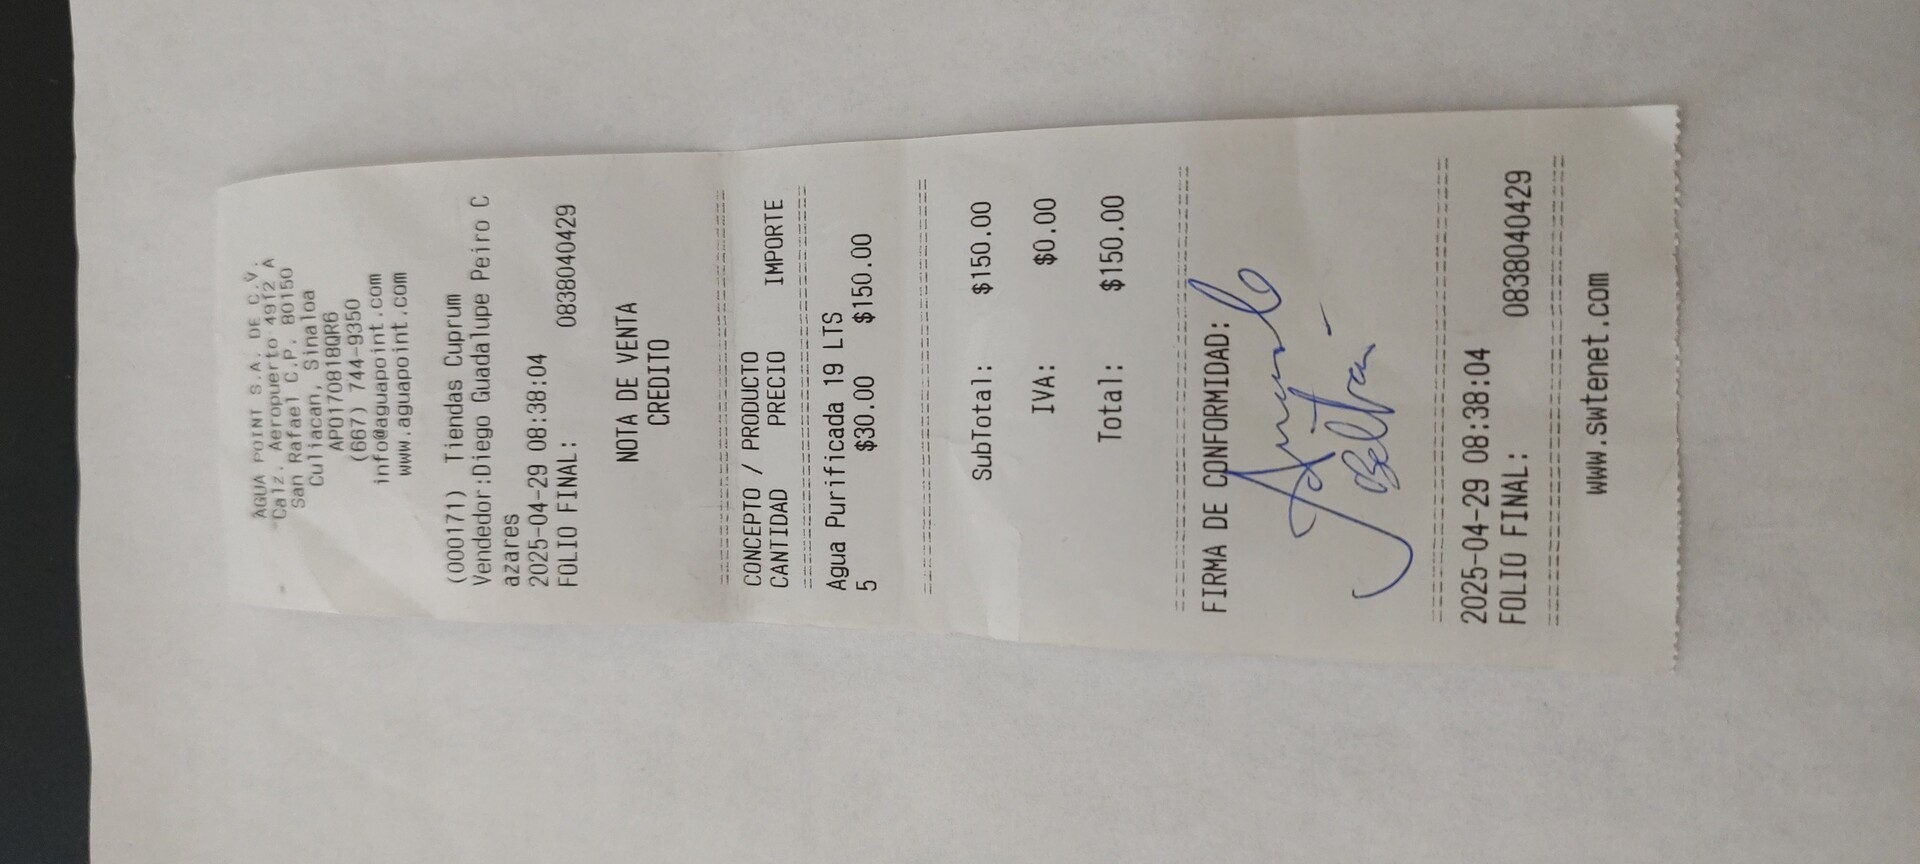 AGUA POINT S.A. DE C.V.
Calz. Aeropuerto 4912 A
San Rafael C.P. 80150
Culiacan, Sinaloa
APO170818QR6
(667) 744-9350
info@aguapoint.com
www.aguapoint.com
(000171) Tiendas Cuprum
Vendedor:Diego Guadalupe Peiro C
azares
2025-04-29 08:38:04
FOLIO FINAL: 0838040429
NOTA DE VENTA
CREDITO
CONCEPTO / PRODUCTO
CANTIDAD PRECIO IMPORTE
Agua Purificada 19 LTS
5 $30.00 $150.00
SubTotal: $150.00
IVA: $0.00
Total: $150.00
FIRMA DE CONFORMIDAD:
Beltrán
2025-04-29 08:38:04
FOLIO FINAL: 0838040429
www.swtenet.com